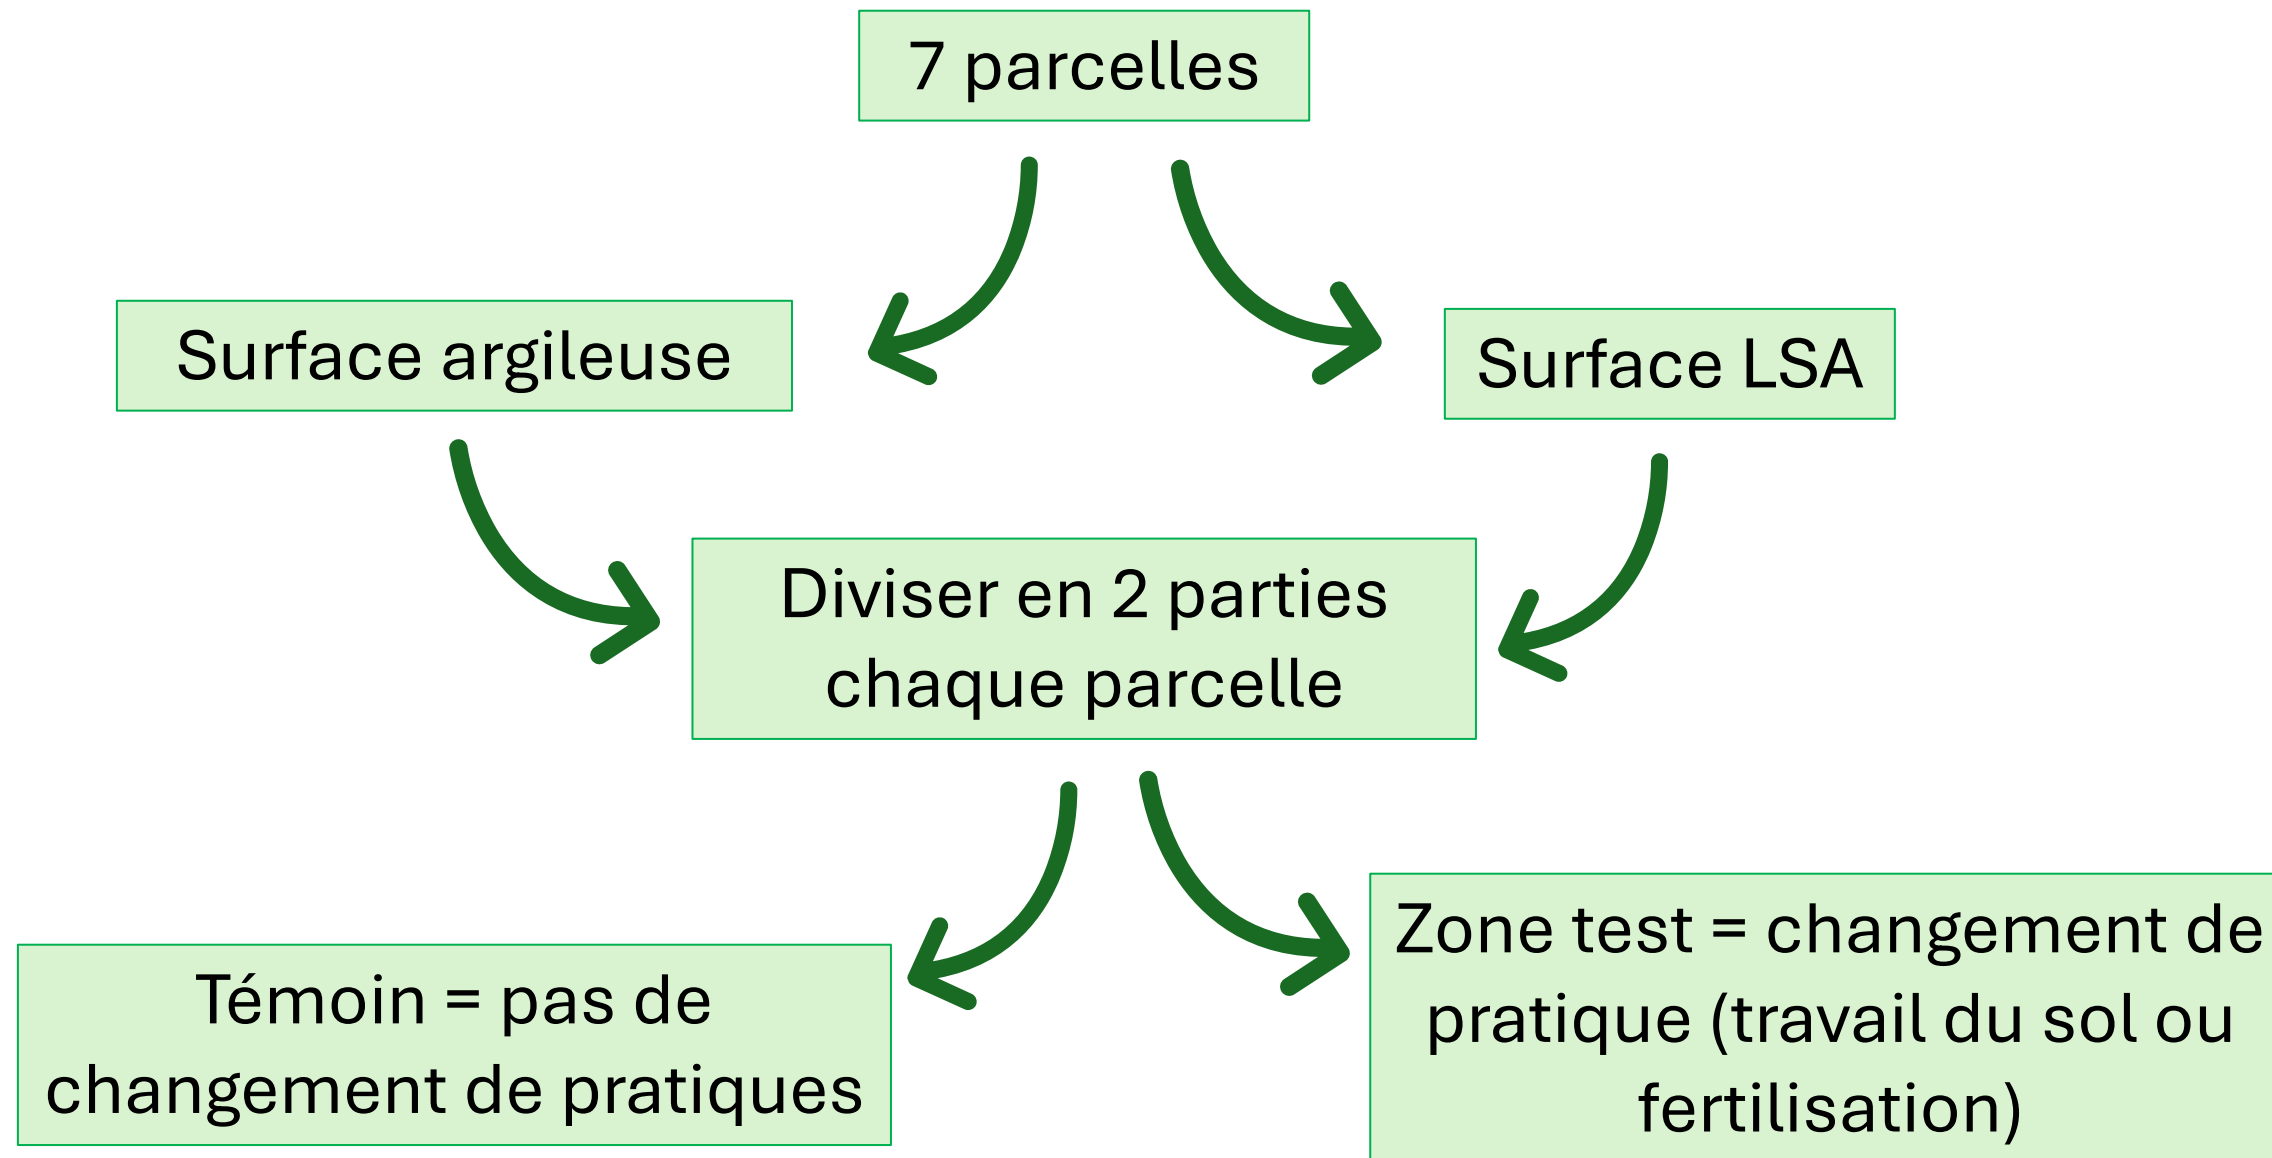 7 parcelles
Surface argileuse
Surface LSA
Diviser en 2 parties
chaque parcelle
Témoin = pas de
changement de pratiques
Zone test = changement de
pratique (travail du sol ou
fertilisation)